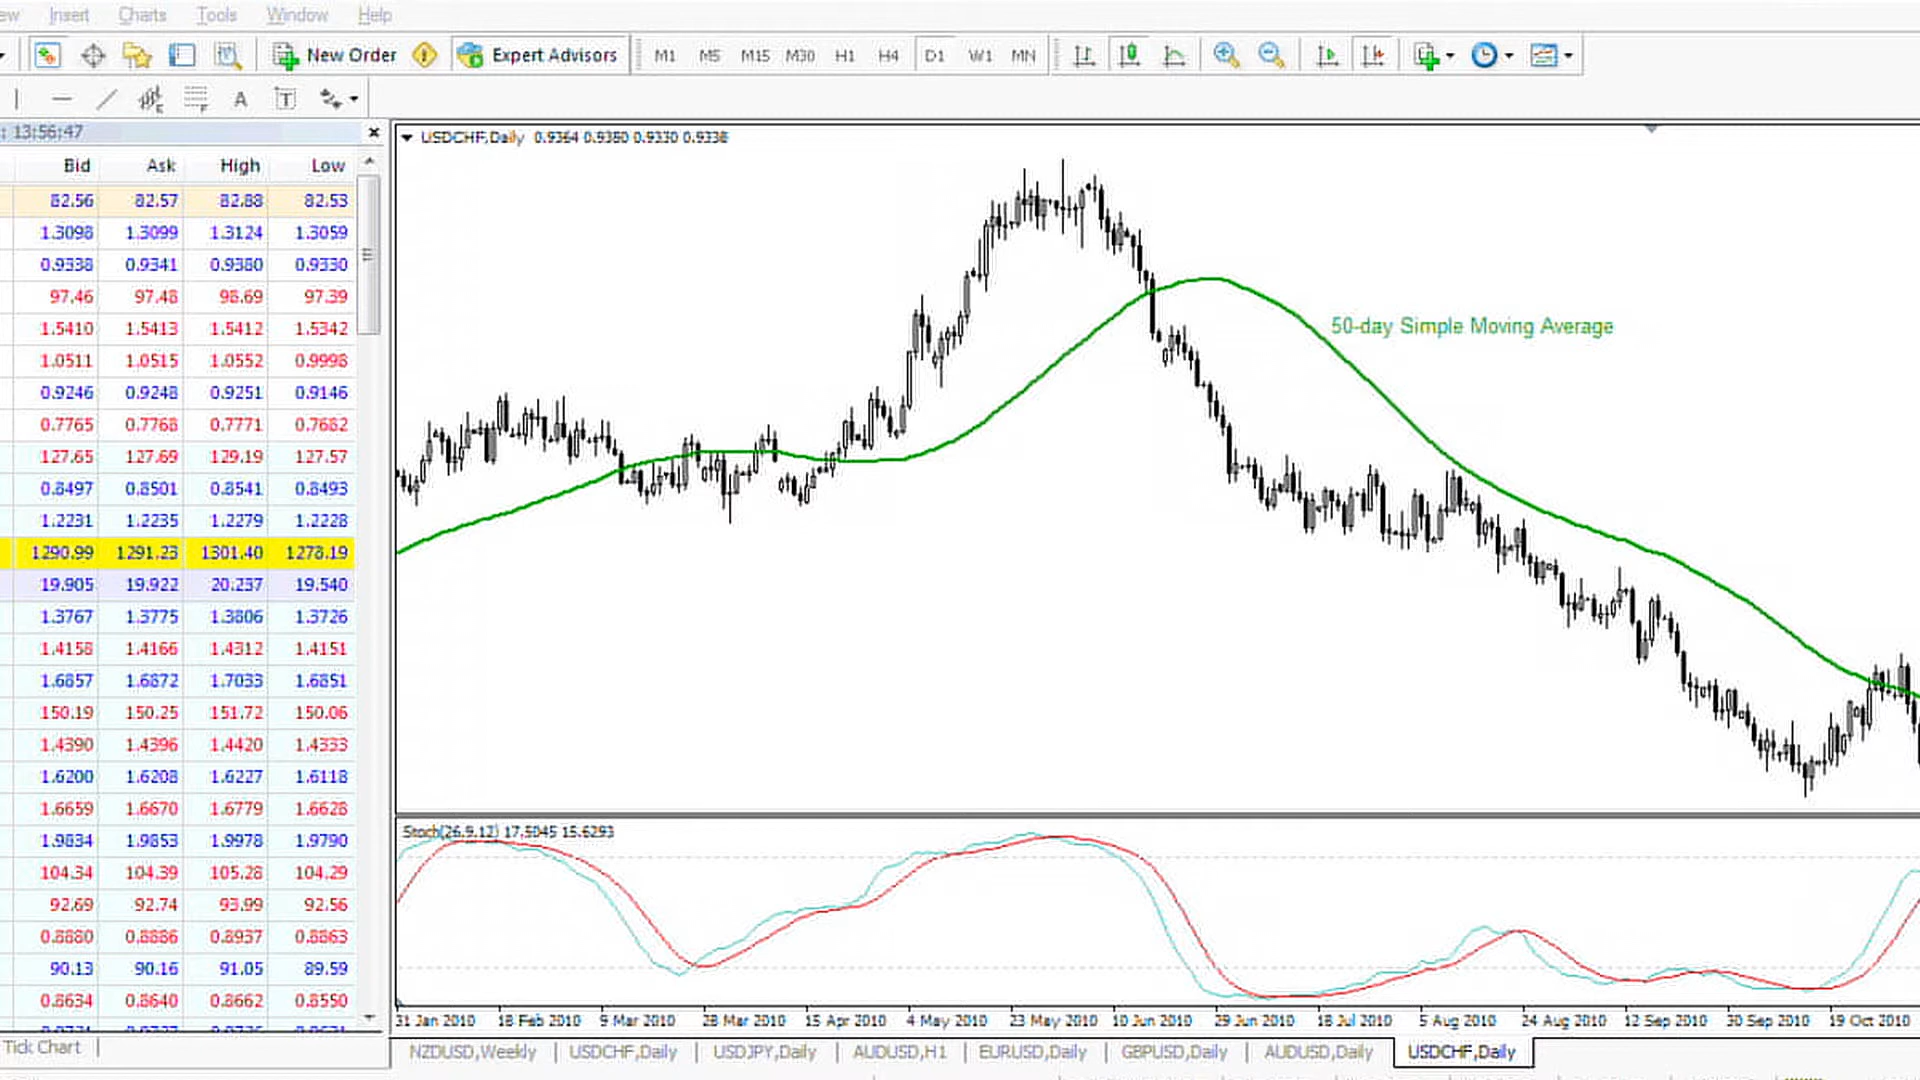 Insert Charts Tools Window Help
New Order Expert Advisors M1 M5 M15 M30 H1 H4 D1 W1 MN
A T
: 13:56:47
Bid Ask High Low
82.56 82.57 82.88 82.53
1.3098 1.3099 1.3124 1.3059
0.9338 0.9341 0.9380 0.9330
97.46 97.48 98.69 97.39
1.5410 1.5413 1.5412 1.5342
1.0511 1.0515 1.0552 0.9998
0.9246 0.9248 0.9251 0.9146
0.7765 0.7768 0.7771 0.7682
127.65 127.69 129.19 127.57
0.8497 0.8501 0.8541 0.8493
1.2231 1.2235 1.2279 1.2228
1290.99 1291.23 1301.40 1278.19
19.905 19.922 20.237 19.540
1.3767 1.3775 1.3806 1.3726
1.4158 1.4166 1.4312 1.4151
1.6857 1.6872 1.7033 1.6851
150.19 150.25 151.72 150.06
1.4390 1.4396 1.4420 1.4333
1.6200 1.6208 1.6227 1.6118
1.6659 1.6670 1.6779 1.6628
1.9834 1.9853 1.9978 1.9790
104.34 104.39 105.28 104.29
92.69 92.74 93.99 92.56
0.8880 0.8886 0.8937 0.8863
90.13 90.16 91.05 89.59
0.8634 0.8640 0.8662 0.8550
Tick Chart
USDCHF,Daily 0.9364 0.9380 0.9330 0.9338
50-day Simple Moving Average
Stoch(26,9,12) 17.5045 15.6293
31 Jan 2010 18 Feb 2010 9 Mar 2010 28 Mar 2010 15 Apr 2010 4 May 2010 23 May 2010 10 Jun 2010 29 Jun 2010 18 Jul 2010 5 Aug 2010 24 Aug 2010 12 Sep 2010 30 Sep 2010 19 Oct 2010
NZDUSD,Weekly USDCHF,Daily USDJPY,Daily AUDUSD,H1 EURUSD,Daily GBPUSD,Daily AUDUSD,Daily USDCHF,Daily